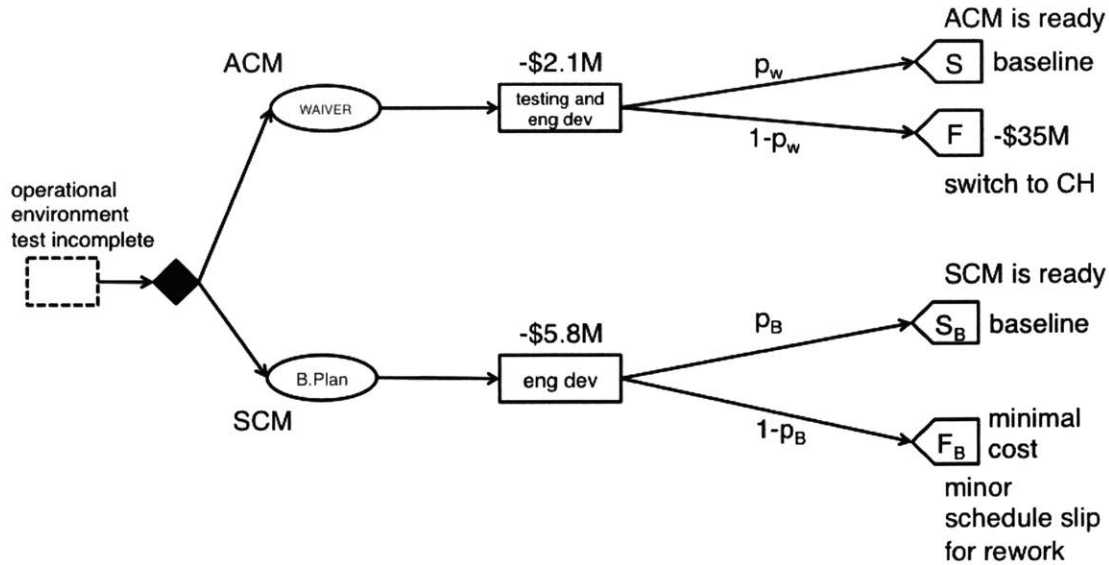 ACM is ready
ACM
-$2.1M
p_w
S baseline
WAIVER
testing and
eng dev
1-p_w
F -$35M
switch to CH
operational
environment
test incomplete
SCM is ready
-$5.8M
p_B
S_B baseline
B.Plan
eng dev
SCM
1-p_B
F_B minimal
cost
minor
schedule slip
for rework